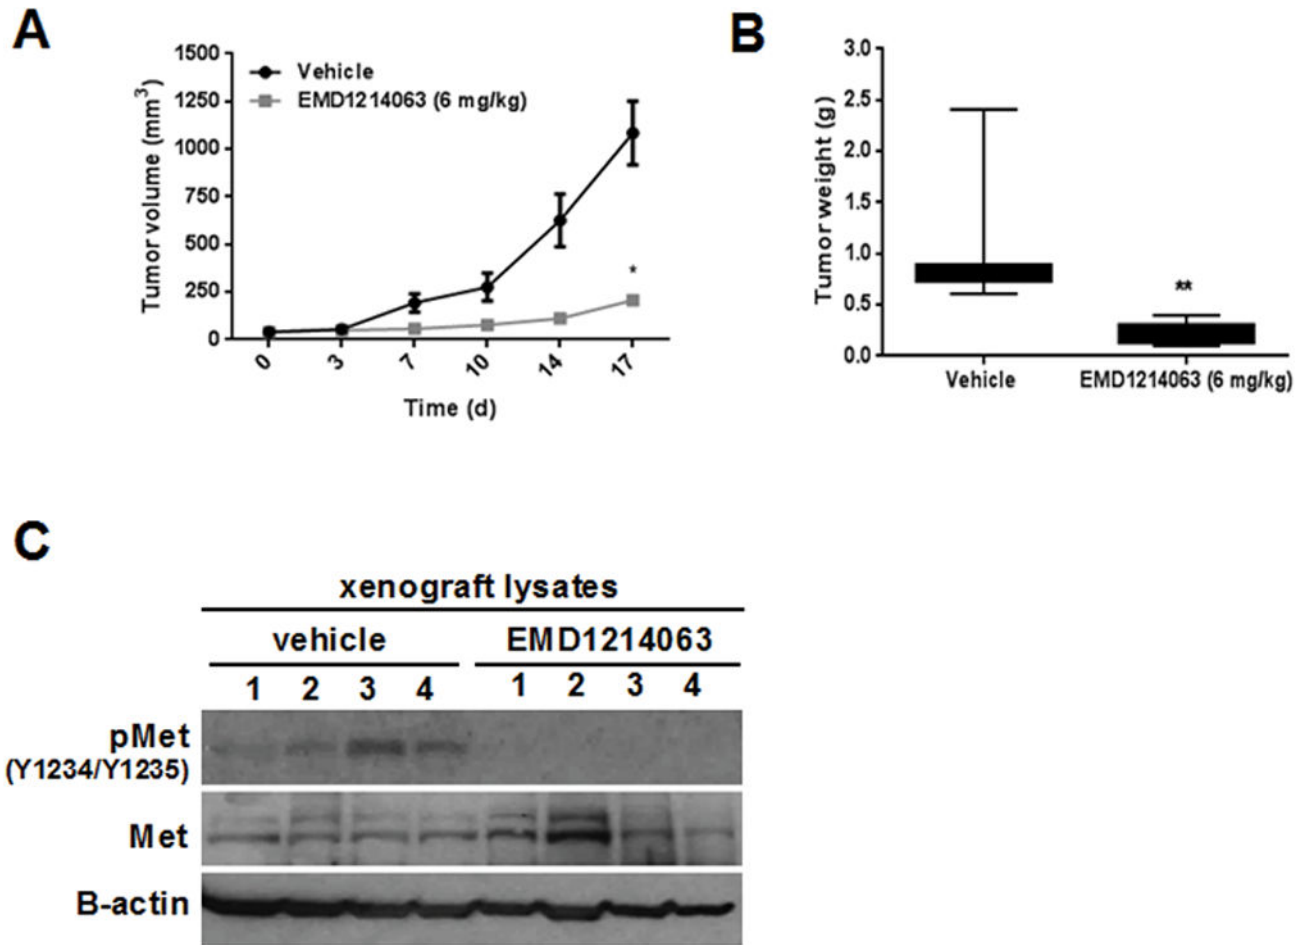 A
1500
1250
1000
750
500
250
0
Tumor volume (mm3)
Vehicle
EMD1214063 (6 mg/kg)
*
0 3 7 10 14 17
Time (d)
B
3.0
2.5
2.0
1.5
1.0
0.5
0.0
Tumor weight (g)
**
Vehicle EMD1214063 (6 mg/kg)
C
xenograft lysates
vehicle EMD1214063
1 2 3 4 1 2 3 4
pMet
(Y1234/Y1235)
Met
B-actin